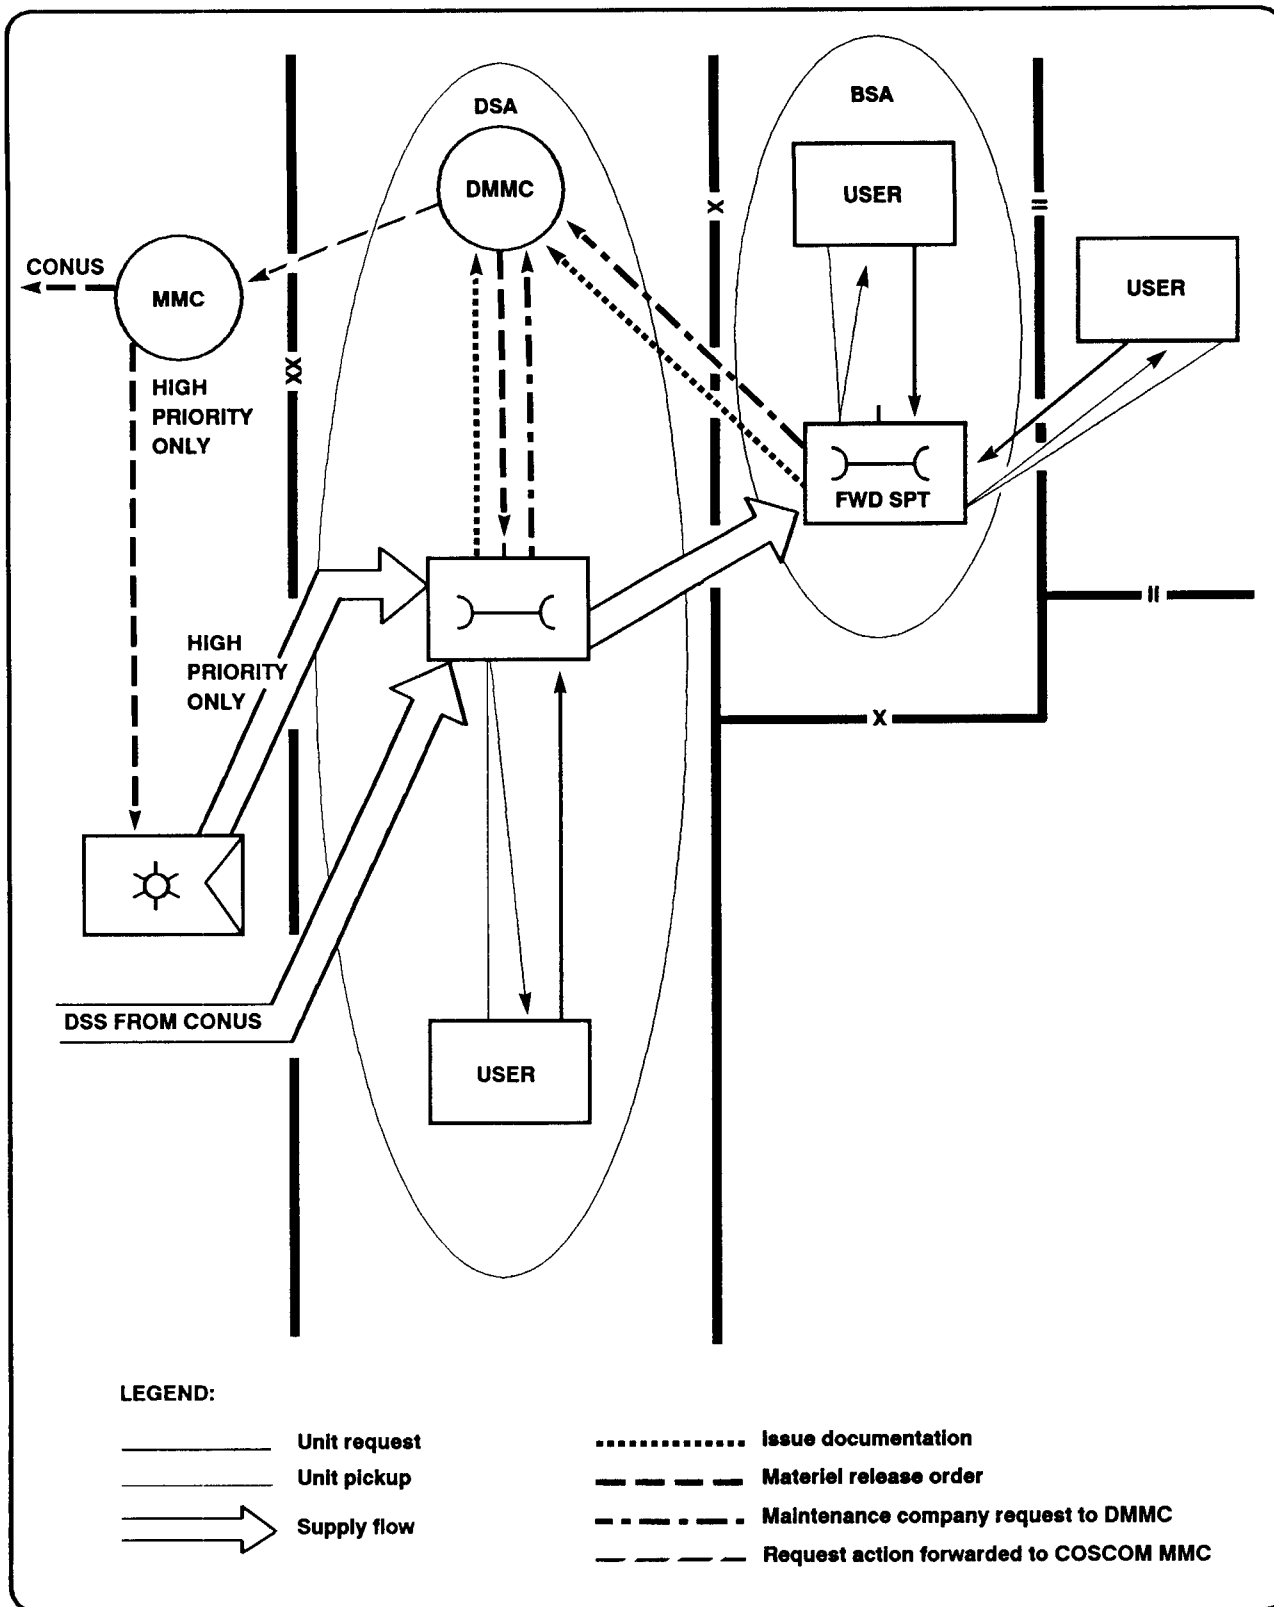 DSA
BSA
DMMC
USER
CONUS
MMC
USER
X
II
XX
HIGH
PRIORITY
ONLY
FWD SPT
II
HIGH
PRIORITY
ONLY
X
DSS FROM CONUS
USER
LEGEND:
Unit request
Unit pickup
Supply flow
Issue documentation
Materiel release order
Maintenance company request to DMMC
Request action forwarded to COSCOM MMC